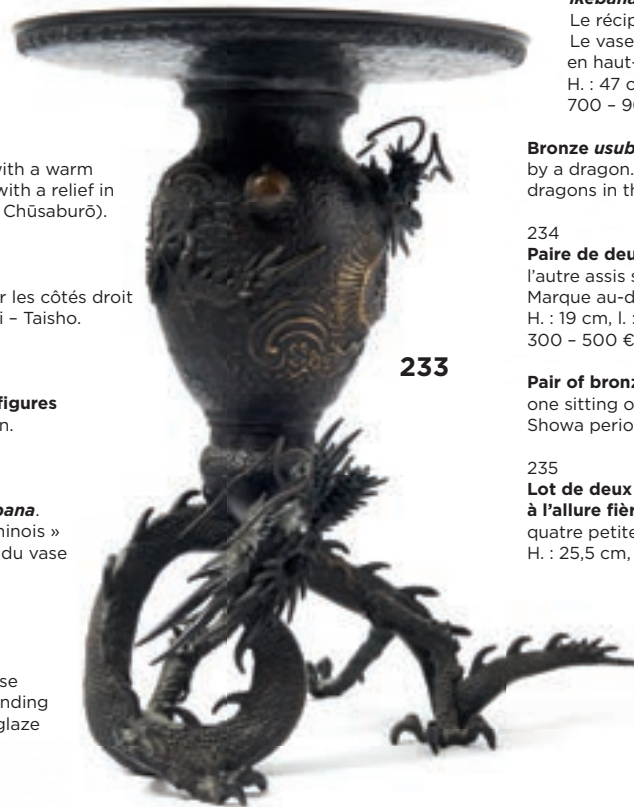 with a warm
with a relief in
Chūsaburō).
r les côtés droit
i – Taisho.
figures
n.
bana.
ninois »
du vase
se
nding
glaze
233
ikebana
Le récip
Le vase
en haut-
H. : 47 c
700 – 90
Bronze usub
by a dragon.
dragons in th
234
Paire de deu
l'autre assis s
Marque au-d
H. : 19 cm, l. :
300 – 500 €
Pair of bronz
one sitting o
Showa perio
235
Lot de deux
à l'allure fièr
quatre petite
H. : 25,5 cm,